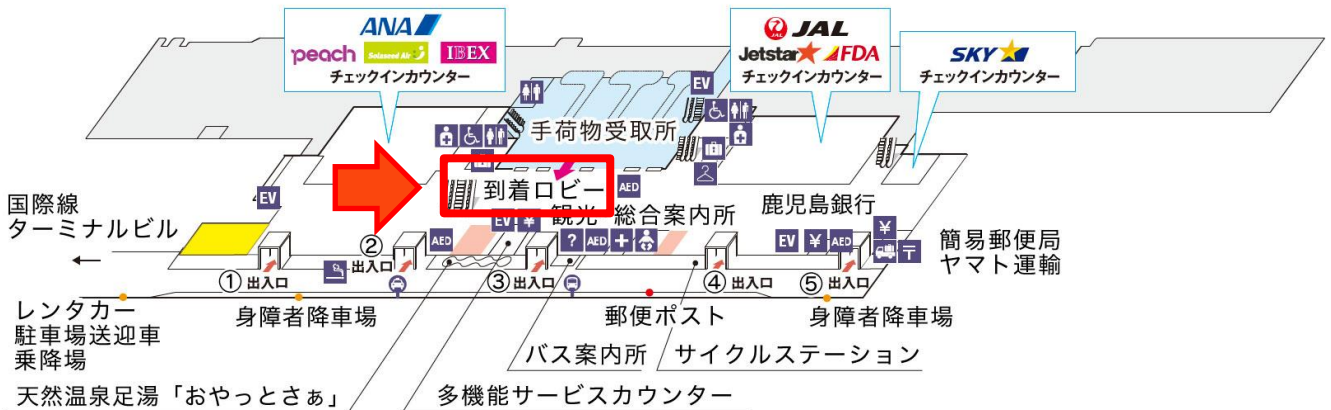 ANA
peach Solaseed Air IBEX
チェックインカウンター
JAL
JAL
Jetstar FDA
チェックインカウンター
SKY
チェックインカウンター
EV
手荷物受取所
EV
到着ロビー
AED
国際線
ターミナルビル
EV ¥
観光 総合案内所
鹿児島銀行
AED
? AED
EV ¥ AED
¥
〒
簡易郵便局
ヤマト運輸
① 出入口
② 出入口
③ 出入口
④ 出入口
⑤ 出入口
レンタカー
駐車場送迎車
乗降場
身障者降車場
郵便ポスト
身障者降車場
バス案内所
サイクルステーション
天然温泉足湯「おやっとさぁ」
多機能サービスカウンター